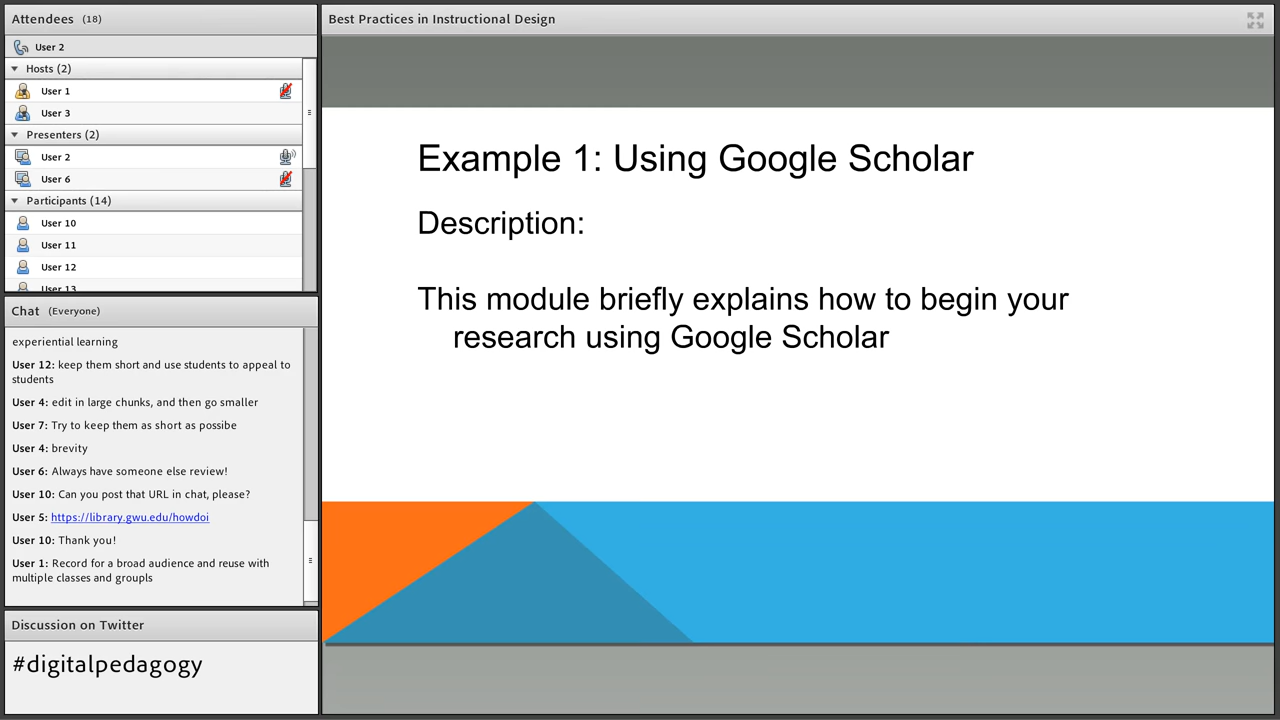 Attendees (18)
User 2
Hosts (2)
User 1
User 3
Presenters (2)
User 2
User 6
Participants (14)
User 10
User 11
User 12
User 13
Chat (Everyone)
experiential learning
User 12: keep them short and use students to appeal to
students
User 4: edit in large chunks, and then go smaller
User 7: Try to keep them as short as possibe
User 4: brevity
User 6: Always have someone else review!
User 10: Can you post that URL in chat, please?
User 5: https://library.gwu.edu/howdoi
User 10: Thank you!
User 1: Record for a broad audience and reuse with
multiple classes and groupls
Discussion on Twitter
#digitalpedagogy
Best Practices in Instructional Design
Example 1: Using Google Scholar
Description:
This module briefly explains how to begin your
research using Google Scholar